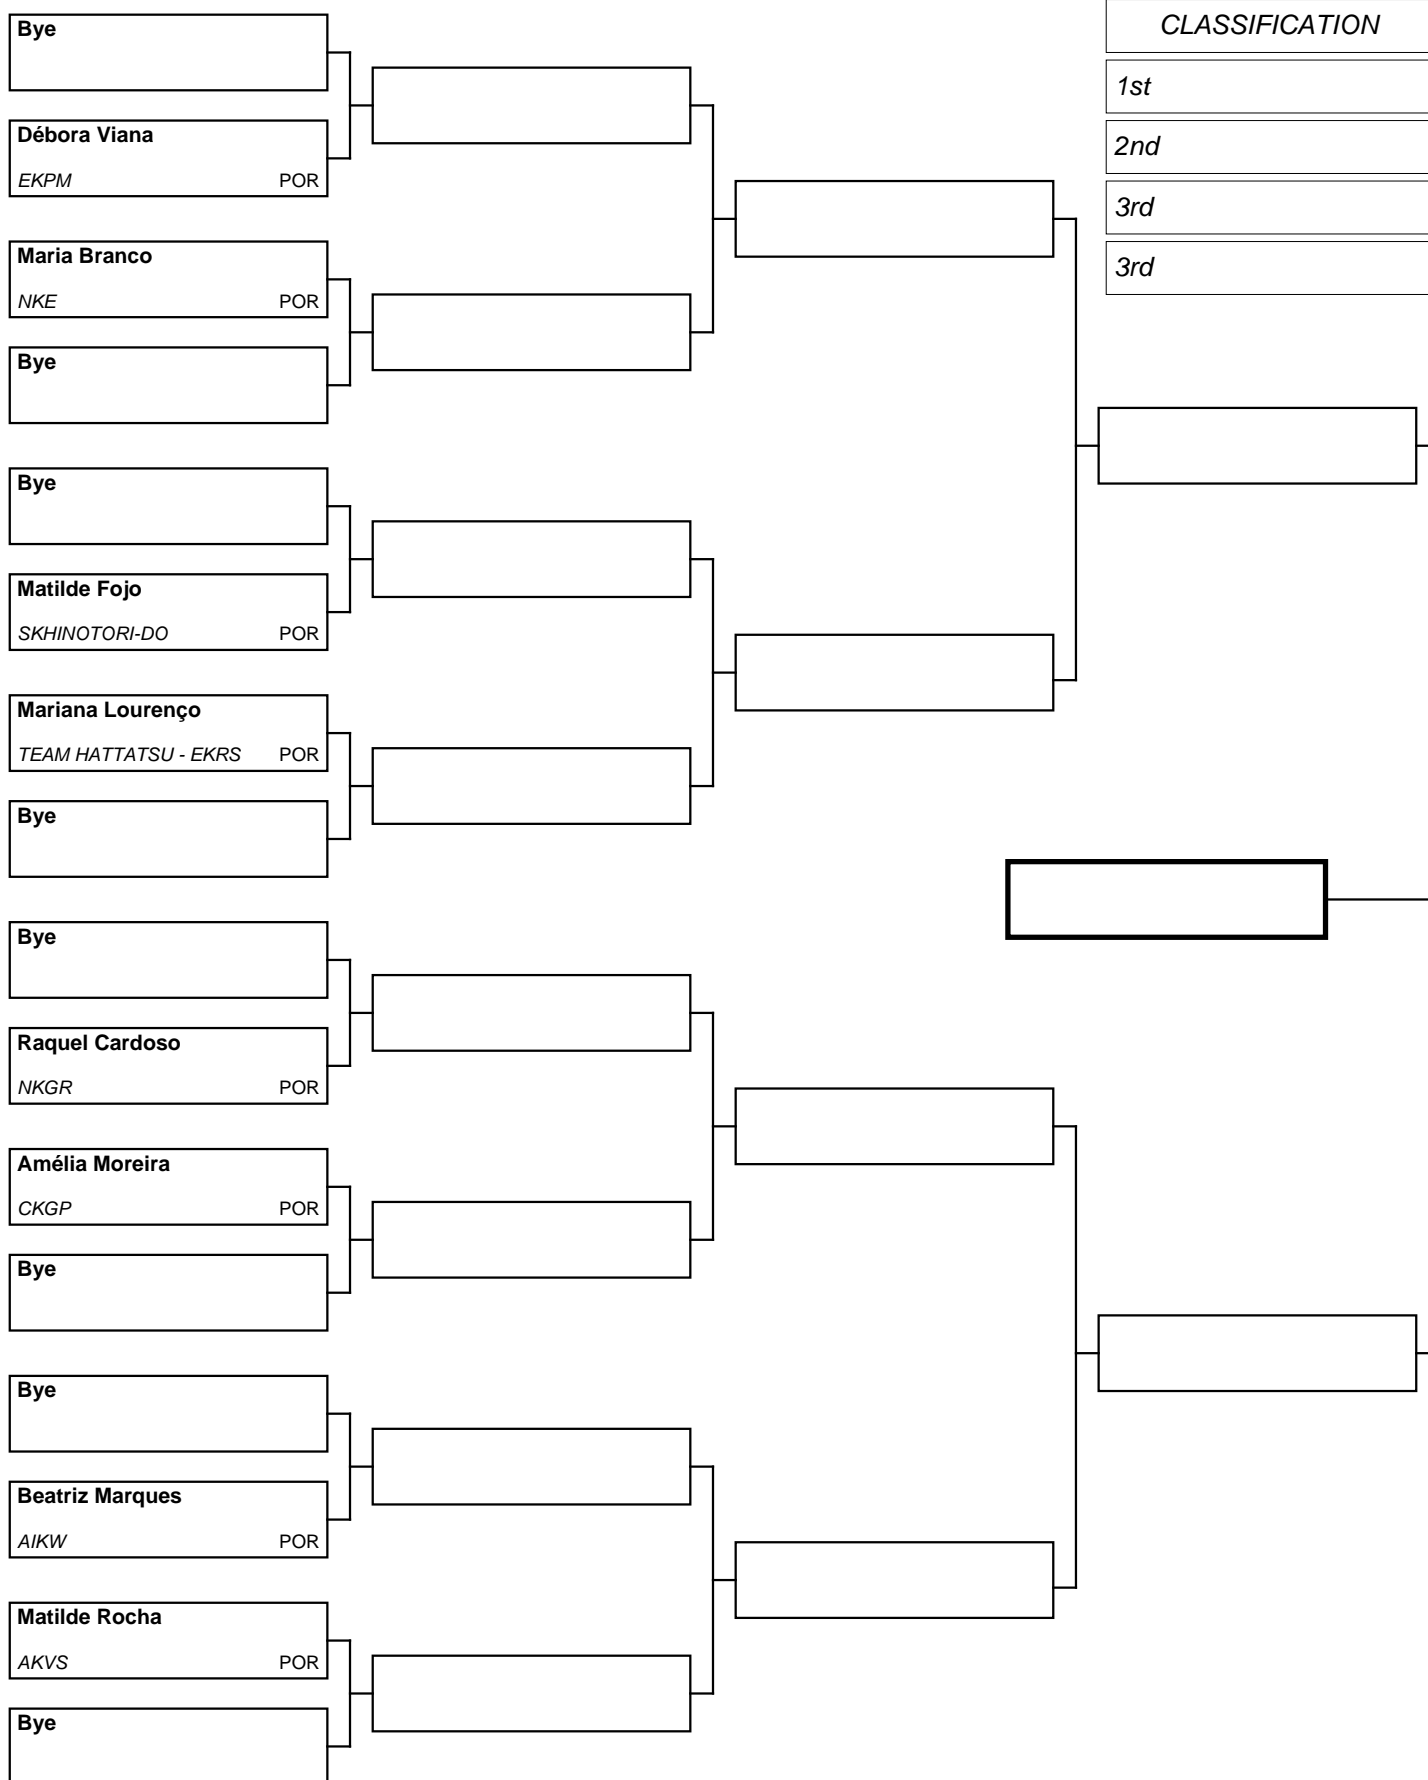 Bye
Débora Viana
EKPM POR
Maria Branco
NKE POR
Bye
Bye
Matilde Fojo
SKHINOTORI-DO POR
Mariana Lourenço
TEAM HATTATSU - EKRS POR
Bye
Bye
Raquel Cardoso
NKGR POR
Amélia Moreira
CKGP POR
Bye
Bye
Beatriz Marques
AIKW POR
Matilde Rocha
AKVS POR
Bye
CLASSIFICATION
1st
2nd
3rd
3rd